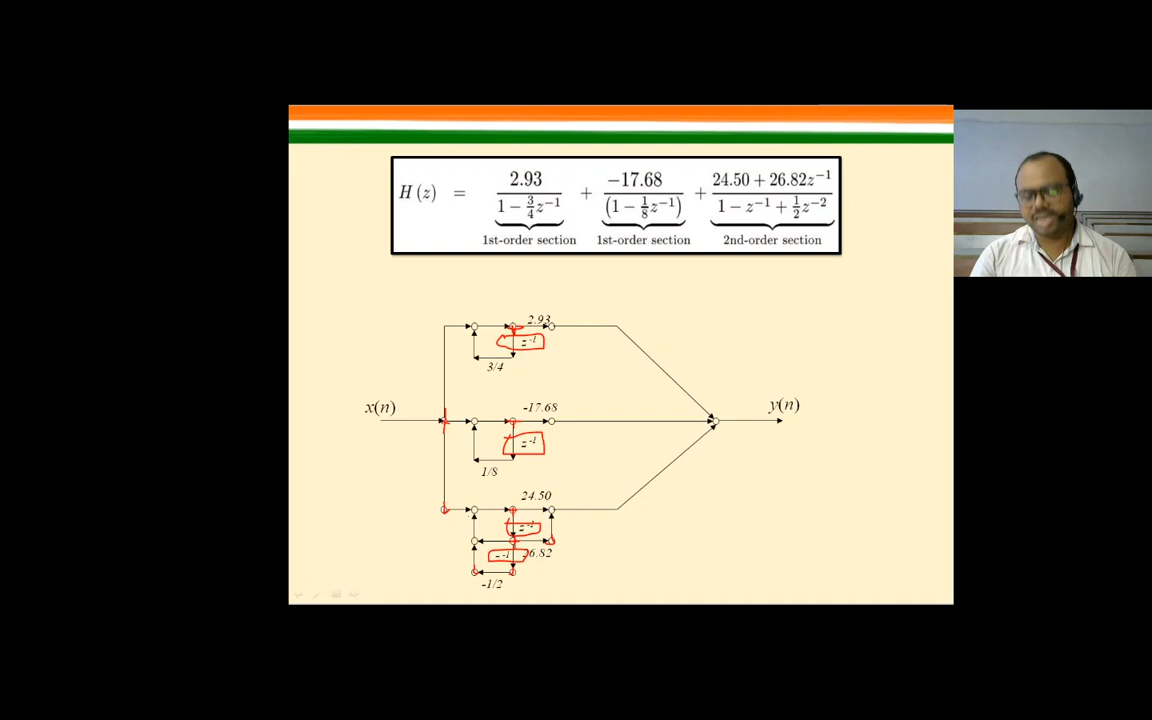 H(z) = 2.93 / (1 − 3/4 z⁻¹) + −17.68 / (1 − 1/8 z⁻¹) + 24.50 + 26.82z⁻¹ / (1 − z⁻¹ + 1/2 z⁻²)
1st-order section 1st-order section 2nd-order section
2.93
z⁻¹
3/4
x(n) -17.68 y(n)
z⁻¹
1/8
24.50
z⁻¹
z⁻¹ 26.82
-1/2